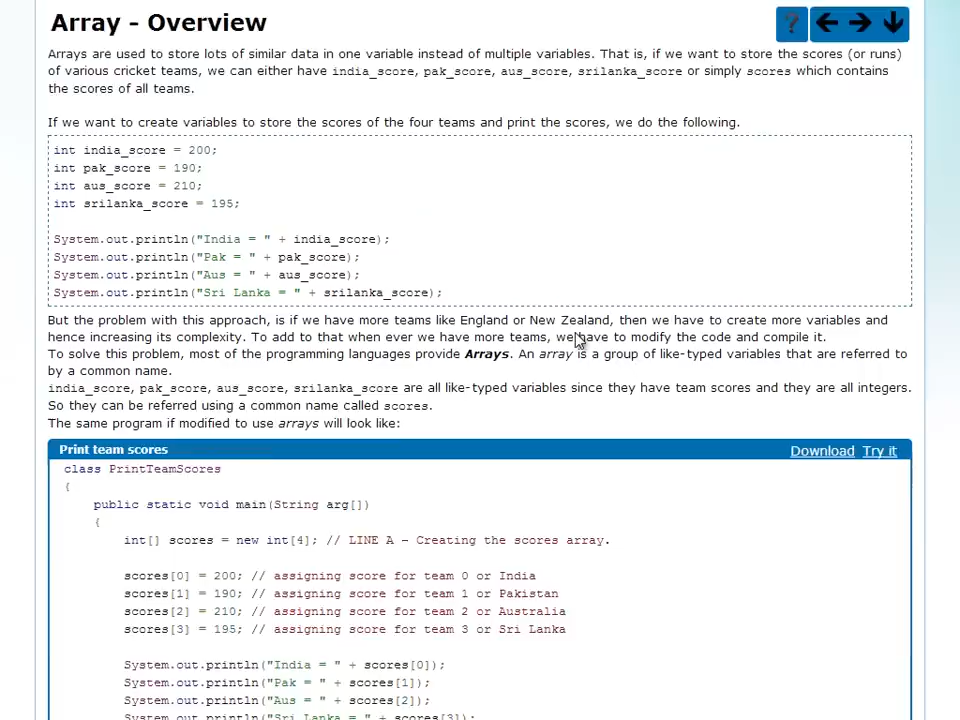 Array - Overview
?
Arrays are used to store lots of similar data in one variable instead of multiple variables. That is, if we want to store the scores (or runs)
of various cricket teams, we can either have india_score, pak_score, aus_score, srilanka_score or simply scores which contains
the scores of all teams.
If we want to create variables to store the scores of the four teams and print the scores, we do the following.
int india_score = 200;
int pak_score = 190;
int aus_score = 210;
int srilanka_score = 195;
System.out.println("India = " + india_score);
System.out.println("Pak = " + pak_score);
System.out.println("Aus = " + aus_score);
System.out.println("Sri Lanka = " + srilanka_score);
But the problem with this approach, is if we have more teams like England or New Zealand, then we have to create more variables and
hence increasing its complexity. To add to that when ever we have more teams, we have to modify the code and compile it.
To solve this problem, most of the programming languages provide Arrays. An array is a group of like-typed variables that are referred to
by a common name.
india_score, pak_score, aus_score, srilanka_score are all like-typed variables since they have team scores and they are all integers.
So they can be referred using a common name called scores.
The same program if modified to use arrays will look like:
Print team scores Download Try it
class PrintTeamScores
{
public static void main(String arg[])
{
int[] scores = new int[4]; // LINE A - Creating the scores array.
scores[0] = 200; // assigning score for team 0 or India
scores[1] = 190; // assigning score for team 1 or Pakistan
scores[2] = 210; // assigning score for team 2 or Australia
scores[3] = 195; // assigning score for team 3 or Sri Lanka
System.out.println("India = " + scores[0]);
System.out.println("Pak = " + scores[1]);
System.out.println("Aus = " + scores[2]);
System.out.println("Sri Lanka = " + scores[3]);